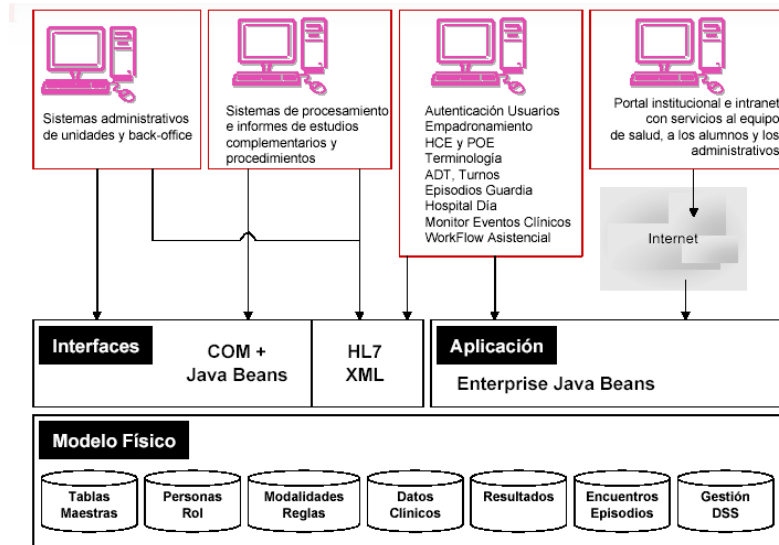 Sistemas administrativos
de unidades y back-office
Sistemas de procesamiento
e informes de estudios
complementarios y
procedimientos
Autenticación Usuarios
Empadronamiento
HCE y POE
Terminología
ADT, Turnos
Episodios Guardia
Hospital Día
Monitor Eventos Clínicos
WorkFlow Asistencial
Portal institucional e intranet
con servicios al equipo
de salud, a los alumnos y los
administrativos
Internet
Interfaces
COM +
Java Beans
HL7
XML
Aplicación
Enterprise Java Beans
Modelo Físico
Tablas
Maestras
Personas
Rol
Modalidades
Reglas
Datos
Clínicos
Resultados
Encuentros
Episodios
Gestión
DSS